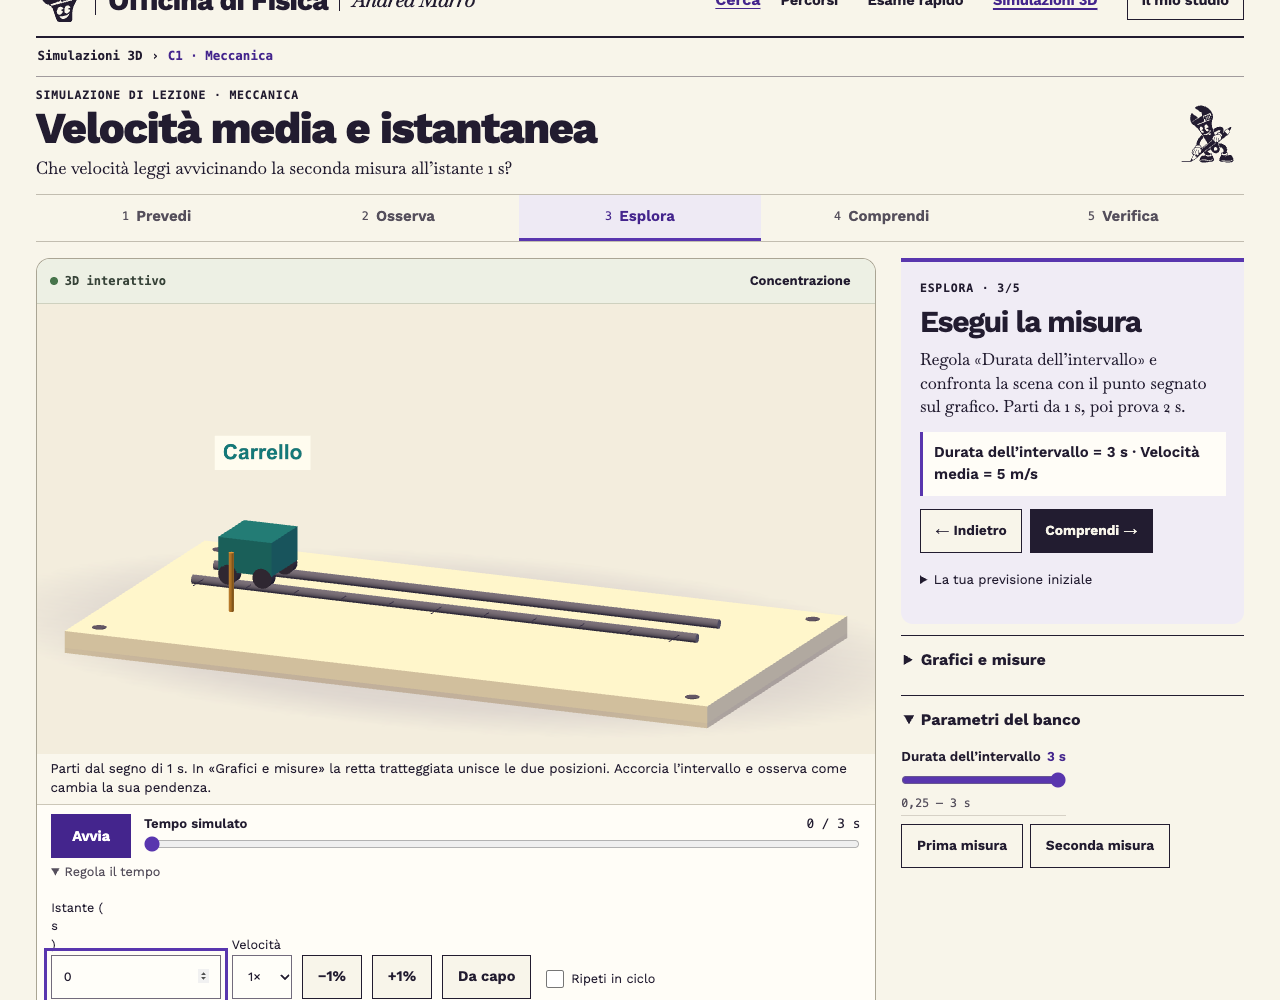 Officina di Fisica
Andrea Marro
Cerca Percorsi Esame rapido Simulazioni 3D Il mio studio
Simulazioni 3D › C1 · Meccanica
SIMULAZIONE DI LEZIONE · MECCANICA
Velocità media e istantanea
Che velocità leggi avvicinando la seconda misura all’istante 1 s?
1 Prevedi
2 Osserva
3 Esplora
4 Comprendi
5 Verifica
3D interattivo
Concentrazione
Carrello
Parti dal segno di 1 s. In «Grafici e misure» la retta tratteggiata unisce le due posizioni. Accorcia l’intervallo e osserva come
cambia la sua pendenza.
Avvia
Tempo simulato
0 / 3 s
▼ Regola il tempo
Istante (
s
)
Velocità
0
1×
−1%
+1%
Da capo
Ripeti in ciclo
ESPLORA · 3/5
Esegui la misura
Regola «Durata dell’intervallo» e
confronta la scena con il punto segnato
sul grafico. Parti da 1 s, poi prova 2 s.
Durata dell’intervallo = 3 s · Velocità
media = 5 m/s
← Indietro
Comprendi →
▶ La tua previsione iniziale
▶ Grafici e misure
▼ Parametri del banco
Durata dell’intervallo 3 s
0,25 – 3 s
Prima misura
Seconda misura